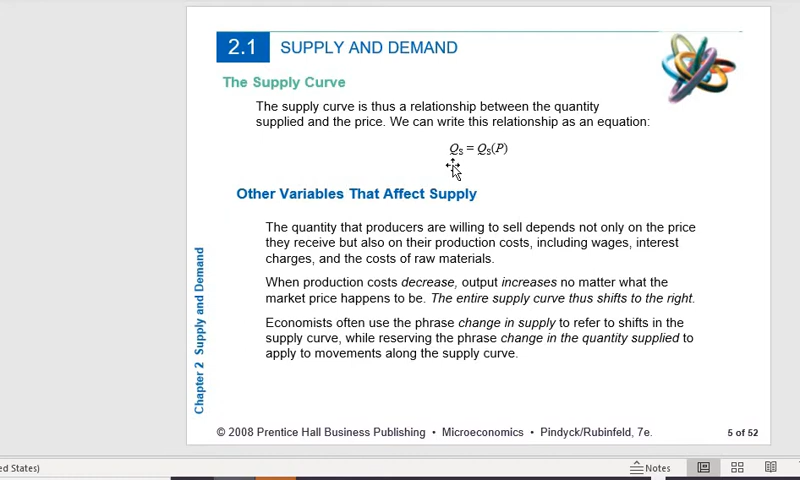 2.1 SUPPLY AND DEMAND
The Supply Curve
The supply curve is thus a relationship between the quantity
supplied and the price. We can write this relationship as an equation:
QS = QS(P)
Other Variables That Affect Supply
The quantity that producers are willing to sell depends not only on the price
they receive but also on their production costs, including wages, interest
charges, and the costs of raw materials.
When production costs decrease, output increases no matter what the
market price happens to be. The entire supply curve thus shifts to the right.
Economists often use the phrase change in supply to refer to shifts in the
supply curve, while reserving the phrase change in the quantity supplied to
apply to movements along the supply curve.
Chapter 2 Supply and Demand
© 2008 Prentice Hall Business Publishing • Microeconomics • Pindyck/Rubinfeld, 7e.
5 of 52
ed States)
Notes